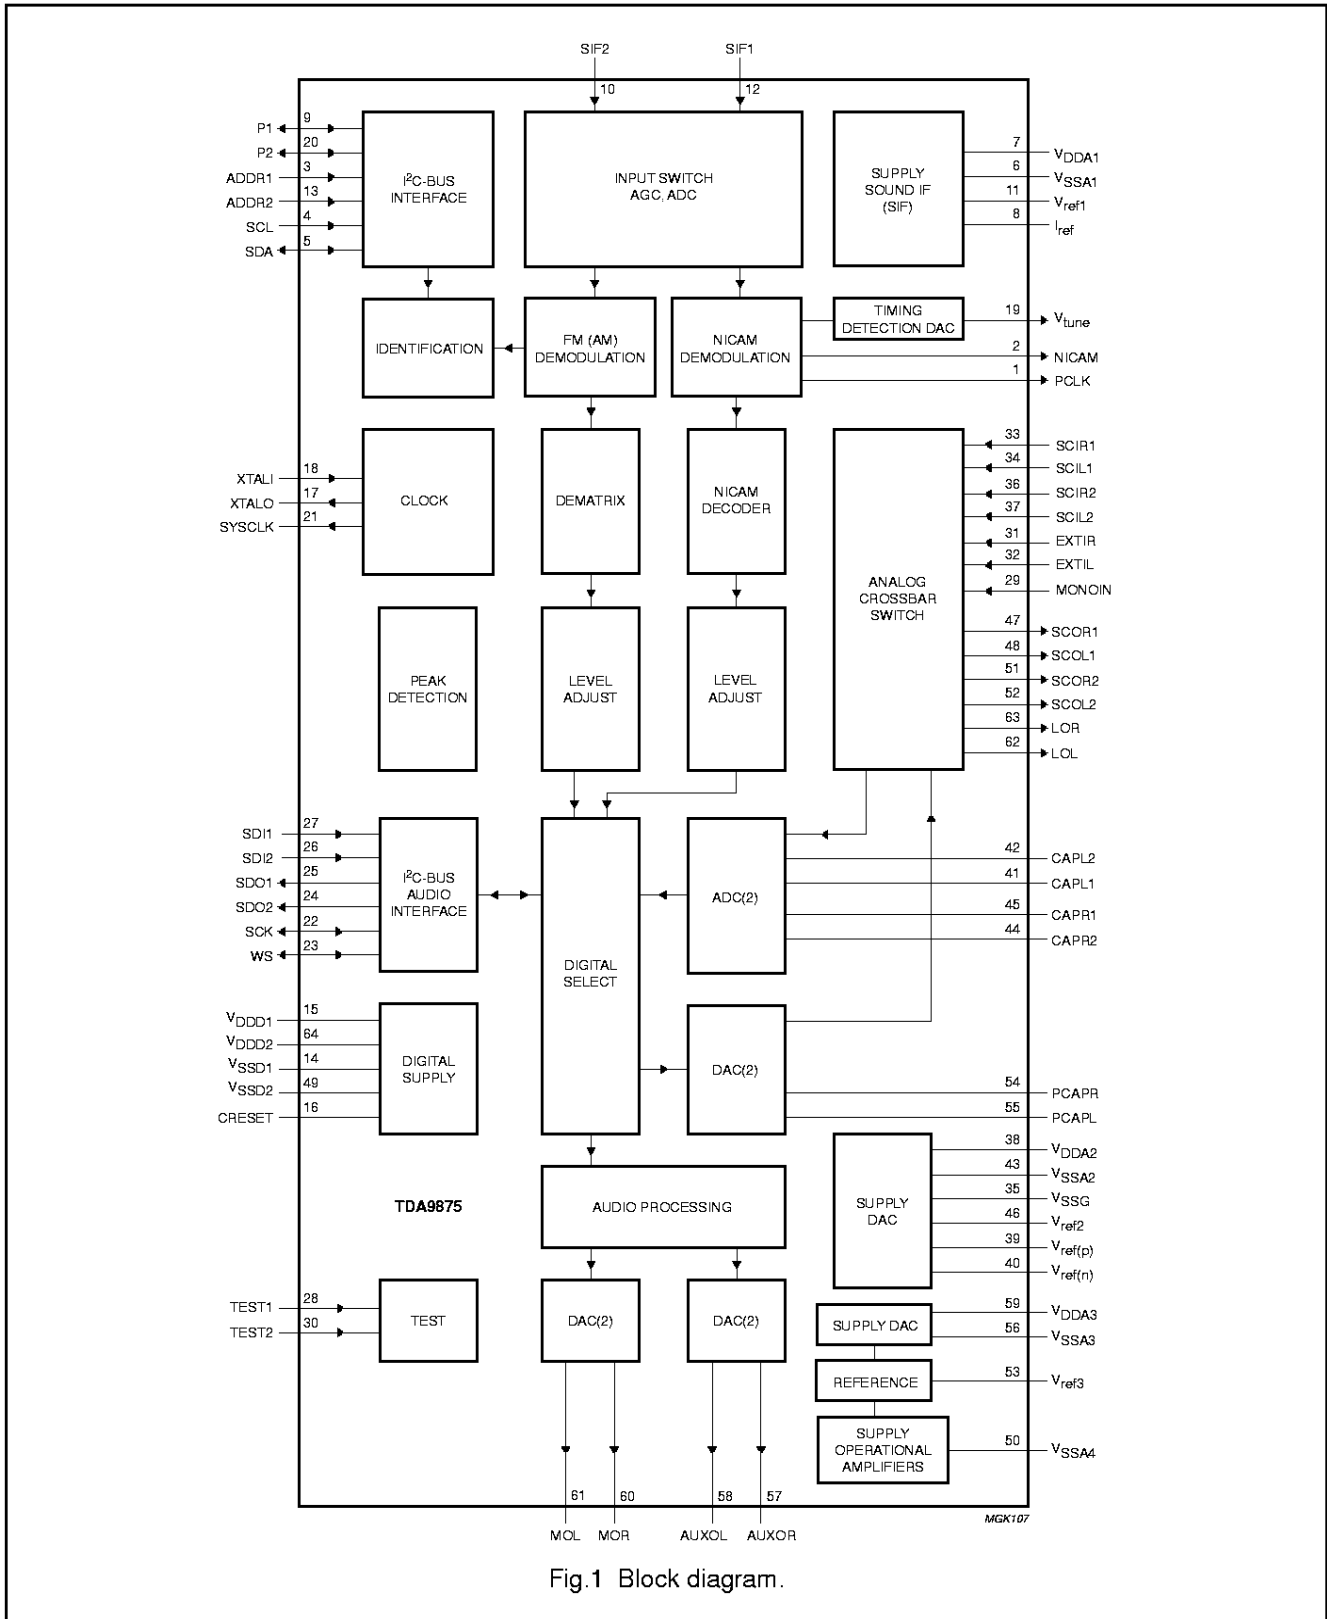 SIF2 SIF1
10 12
P1 9
P2 20
ADDR1 3
ADDR2 13
SCL 4
SDA 5
I²C-BUS
INTERFACE
INPUT SWITCH
AGC, ADC
SUPPLY
SOUND IF
(SIF)
7 VDDA1
6 VSSA1
11 Vref1
8 Iref
IDENTIFICATION
FM (AM)
DEMODULATION
NICAM
DEMODULATION
TIMING
DETECTION DAC
19 Vtune
2 NICAM
1 PCLK
XTALI 18
XTALO 17
SYSCLK 21
CLOCK
DEMATRIX
NICAM
DECODER
ANALOG
CROSSBAR
SWITCH
33 SCIR1
34 SCIL1
36 SCIR2
37 SCIL2
31 EXTIR
32 EXTIL
29 MONOIN
47 SCOR1
48 SCOL1
51 SCOR2
52 SCOL2
63 LOR
62 LOL
PEAK
DETECTION
LEVEL
ADJUST
LEVEL
ADJUST
SDI1 27
SDI2 26
SDO1 25
SDO2 24
SCK 22
WS 23
I²C-BUS
AUDIO
INTERFACE
DIGITAL
SELECT
ADC(2)
42 CAPL2
41 CAPL1
45 CAPR1
44 CAPR2
VDDD1 15
VDDD2 64
VSSD1 14
VSSD2 49
CRESET 16
DIGITAL
SUPPLY
DAC(2)
54 PCAPR
55 PCAPL
TDA9875
AUDIO PROCESSING
SUPPLY
DAC
38 VDDA2
43 VSSA2
35 VSSG
46 Vref2
39 Vref(p)
40 Vref(n)
TEST1 28
TEST2 30
TEST
DAC(2)
DAC(2)
SUPPLY DAC
59 VDDA3
56 VSSA3
REFERENCE
53 Vref3
SUPPLY
OPERATIONAL
AMPLIFIERS
50 VSSA4
61 60 58 57
MOL MOR AUXOL AUXOR
MGK107
Fig.1 Block diagram.